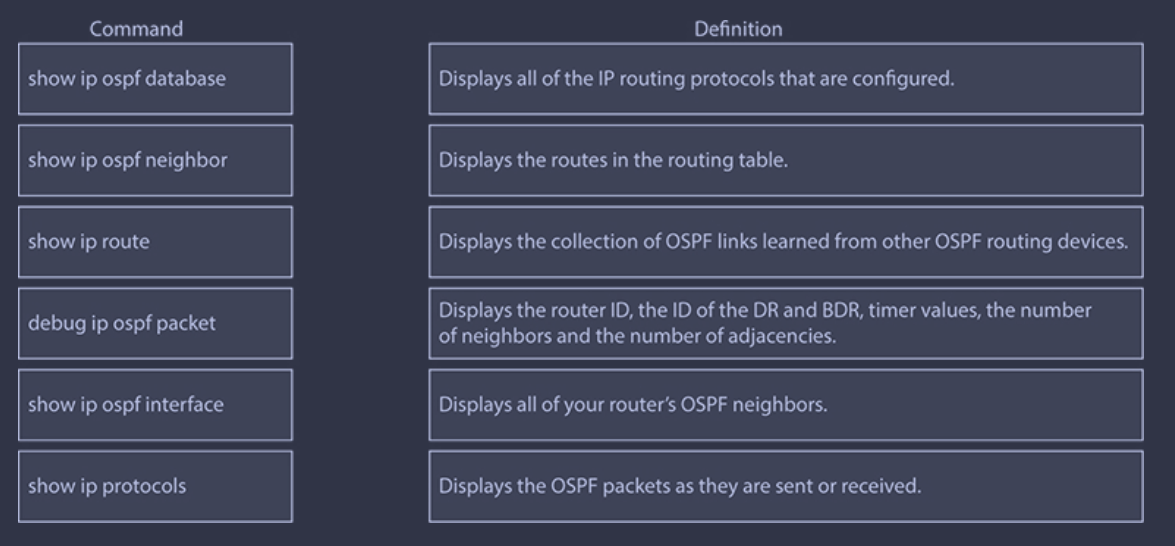 Command
Definition
show ip ospf database
Displays all of the IP routing protocols that are configured.
show ip ospf neighbor
Displays the routes in the routing table.
show ip route
Displays the collection of OSPF links learned from other OSPF routing devices.
debug ip ospf packet
Displays the router ID, the ID of the DR and BDR, timer values, the number
of neighbors and the number of adjacencies.
show ip ospf interface
Displays all of your router’s OSPF neighbors.
show ip protocols
Displays the OSPF packets as they are sent or received.